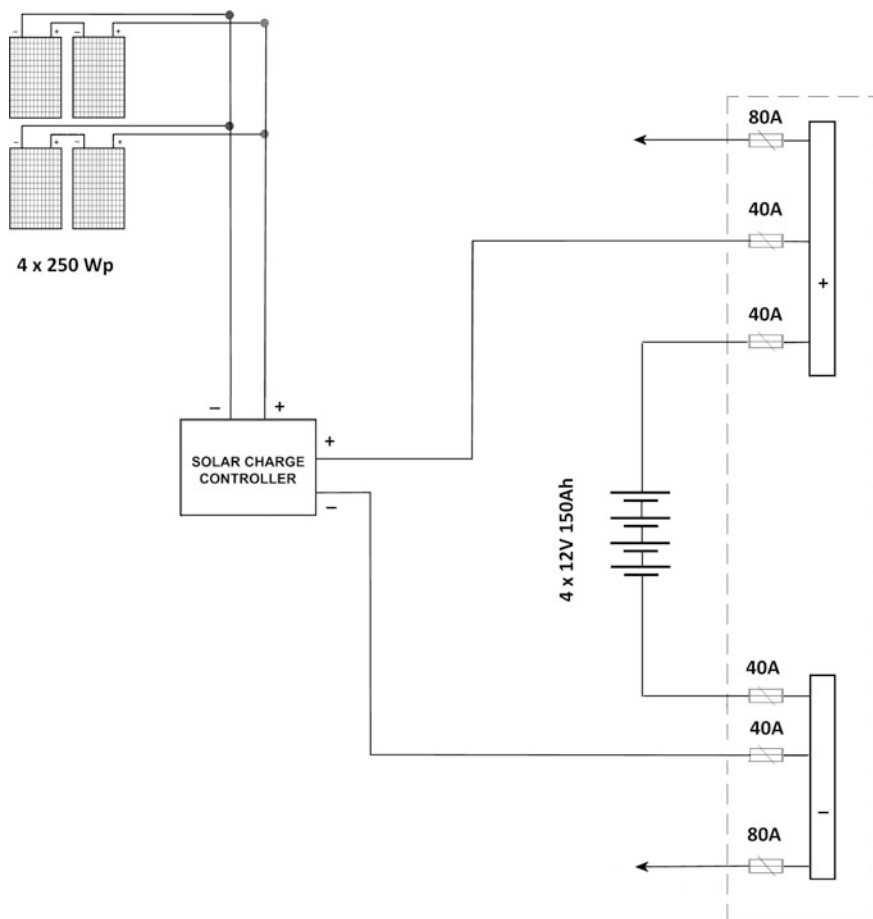 − + − +
− + − +
4 x 250 Wp
− +
SOLAR CHARGE
CONTROLLER
+
−
80A
40A
+
40A
4 x 12V 150Ah
40A
40A
−
80A